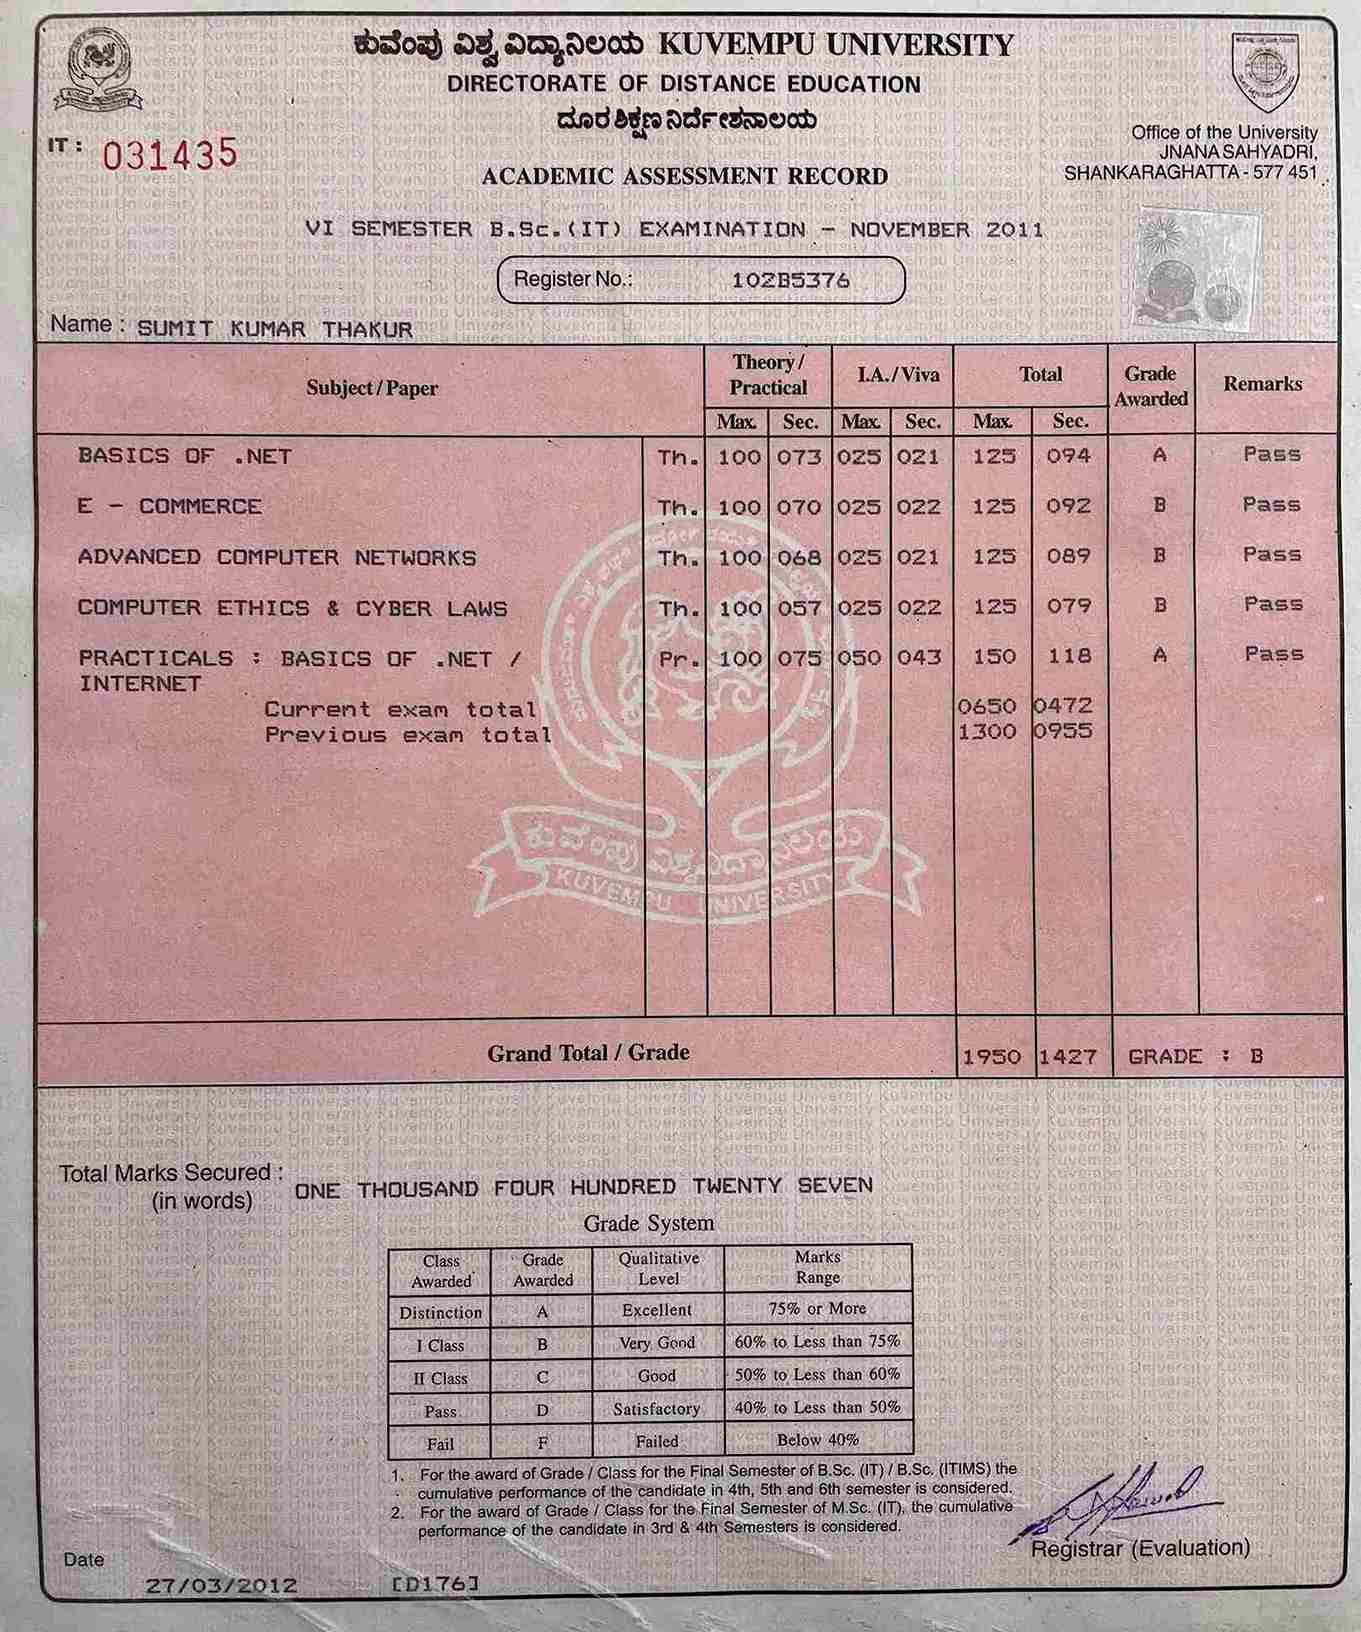 ಕುವೆಂಪು ವಿಶ್ವವಿದ್ಯಾನಿಲಯ KUVEMPU UNIVERSITY
DIRECTORATE OF DISTANCE EDUCATION
ದೂರ ಶಿಕ್ಷಣ ನಿರ್ದೇಶನಾಲಯ
Office of the University
JNANA SAHYADRI,
SHANKARAGHATTA - 577 451.
IT : 031435
ACADEMIC ASSESSMENT RECORD
VI SEMESTER B.Sc.(IT) EXAMINATION - NOVEMBER 2011
Register No.: 102B5376
Name : SUMIT KUMAR THAKUR
Subject / Paper Theory / Practical I.A. / Viva Total Grade Awarded Remarks
Max. Sec. Max. Sec. Max. Sec.
BASICS OF .NET Th. 100 073 025 021 125 094 A Pass
E - COMMERCE Th. 100 070 025 022 125 092 B Pass
ADVANCED COMPUTER NETWORKS Th. 100 068 025 021 125 089 B Pass
COMPUTER ETHICS & CYBER LAWS Th. 100 057 025 022 125 079 B Pass
PRACTICALS : BASICS OF .NET / Pr. 100 075 050 043 150 118 A Pass
INTERNET
Current exam total 0650 0472
Previous exam total 1300 0955
ಕುವೆಂಪು ವಿಶ್ವವಿದ್ಯಾನಿಲಯ
KUVEMPU UNIVERSITY
Grand Total / Grade 1950 1427 GRADE : B
Total Marks Secured :
(in words) ONE THOUSAND FOUR HUNDRED TWENTY SEVEN
Grade System
Class Awarded Grade Awarded Qualitative Level Marks Range
Distinction A Excellent 75% or More
I Class B Very Good 60% to Less than 75%
II Class C Good 50% to Less than 60%
Pass D Satisfactory 40% to Less than 50%
Fail F Failed Below 40%
1. For the award of Grade / Class for the Final Semester of B.Sc. (IT) / B.Sc. (ITIMS) the
cumulative performance of the candidate in 4th, 5th and 6th semester is considered.
2. For the award of Grade / Class for the Final Semester of M.Sc. (IT), the cumulative
performance of the candidate in 3rd & 4th Semesters is considered.
Registrar (Evaluation)
Date
27/03/2012 [D176]